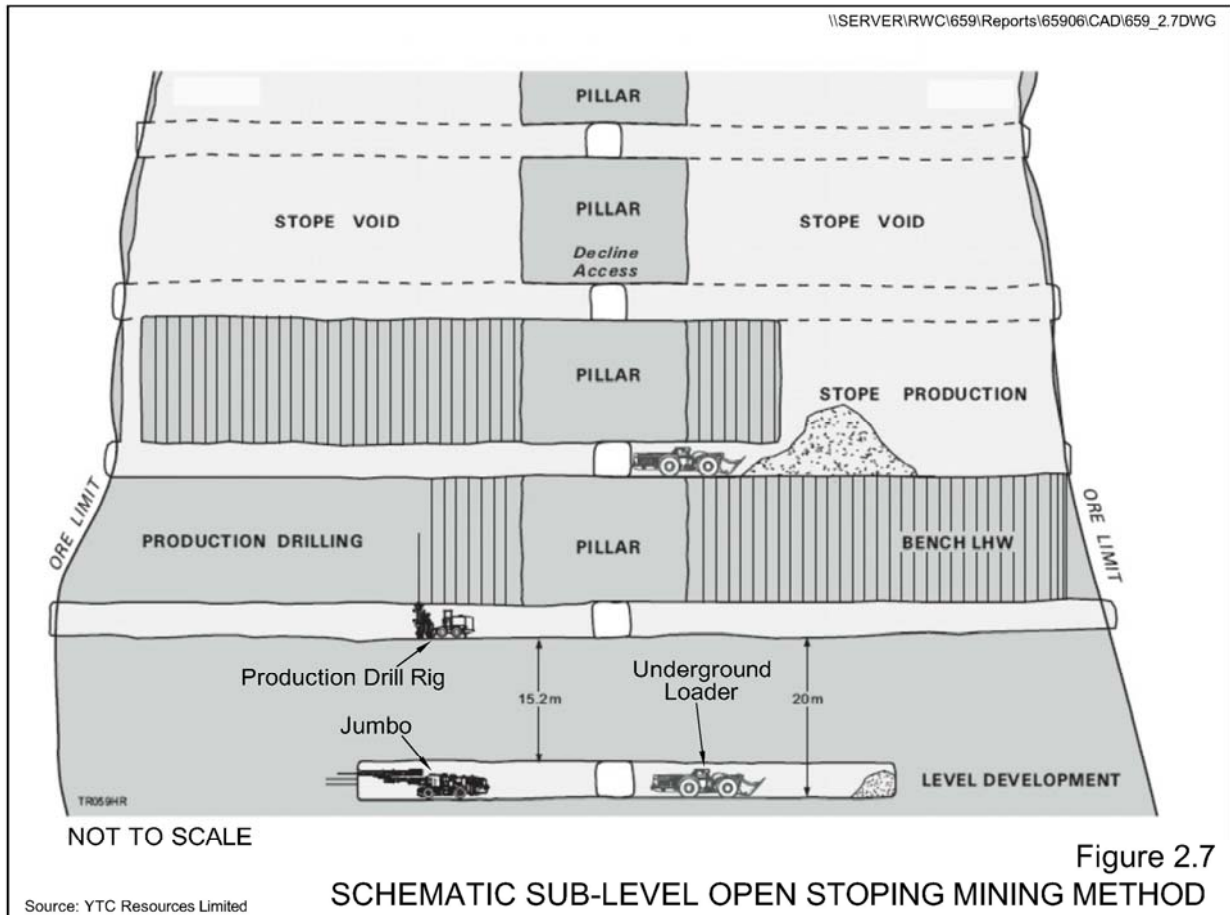 \\SERVER\RWC\659\Reports\65906\CAD\659_2.7DWG
PILLAR
STOPE VOID
PILLAR
STOPE VOID
Decline
Access
PILLAR
STOPE PRODUCTION
ORE LIMIT
PRODUCTION DRILLING
PILLAR
BENCH LHW
ORE LIMIT
Production Drill Rig
15.2m
Underground
Loader
20m
Jumbo
LEVEL DEVELOPMENT
TR059HR
NOT TO SCALE
Figure 2.7
SCHEMATIC SUB-LEVEL OPEN STOPING MINING METHOD
Source: YTC Resources Limited